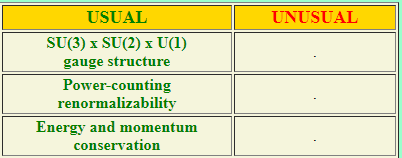 USUAL UNUSUAL
SU(3) x SU(2) x U(1)
gauge structure
.
Power-counting
renormalizability
.
Energy and momentum
conservation
.